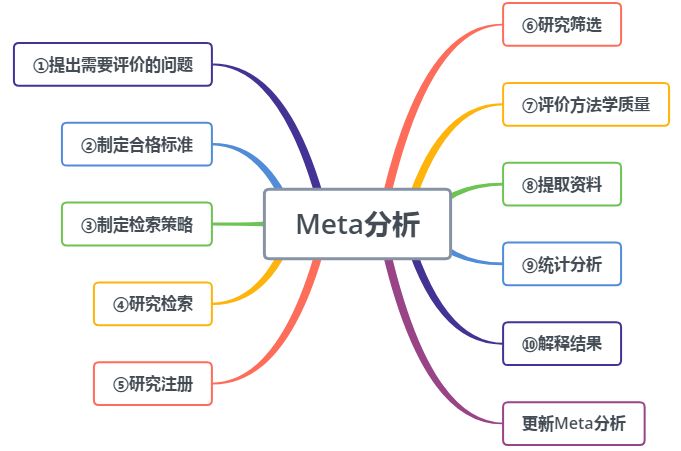 ①提出需要评价的问题
②制定合格标准
③制定检索策略
④研究检索
⑤研究注册
Meta分析
⑥研究筛选
⑦评价方法学质量
⑧提取资料
⑨统计分析
⑩解释结果
更新Meta分析